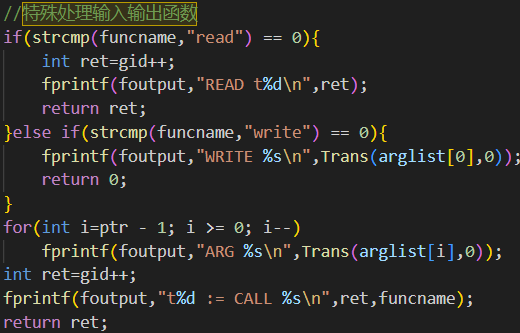 //特殊处理输入输出函数
if(strcmp(funcname,"read") == 0){
    int ret=gid++;
    fprintf(foutput,"READ t%d\n",ret);
    return ret;
}else if(strcmp(funcname,"write") == 0){
    fprintf(foutput,"WRITE %s\n",Trans(arglist[0],0));
    return 0;
}
for(int i=ptr - 1; i >= 0; i--)
    fprintf(foutput,"ARG %s\n",Trans(arglist[i],0));
int ret=gid++;
fprintf(foutput,"t%d := CALL %s\n",ret,funcname);
return ret;